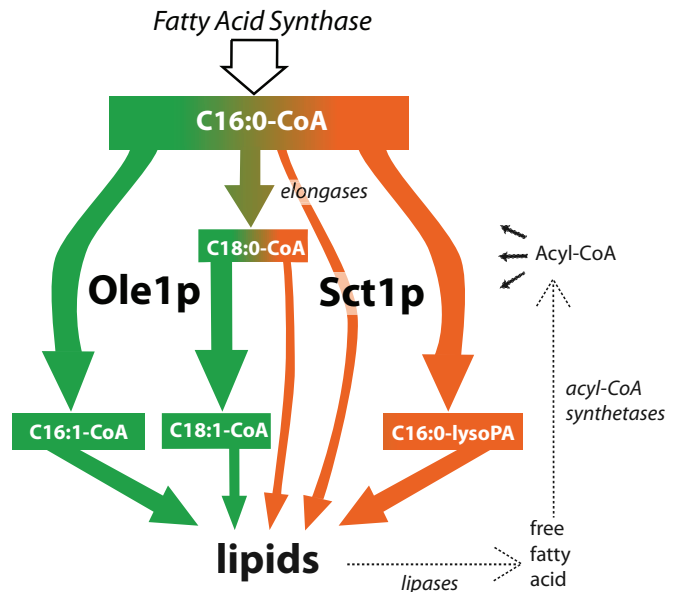 Fatty Acid Synthase
C16:0-CoA
elongases
C18:0-CoA
Acyl-CoA
Ole1p
Sct1p
acyl-CoA
synthetases
C16:1-CoA
C18:1-CoA
C16:0-lysoPA
lipids
lipases
free
fatty
acid